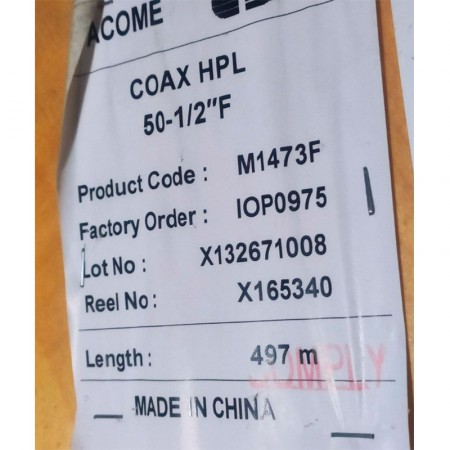 ACOME
COAX HPL
50-1/2"F
Product Code : M1473F
Factory Order : IOP0975
Lot No : X132671008
Reel No : X165340
Length : 497 m
MADE IN CHINA